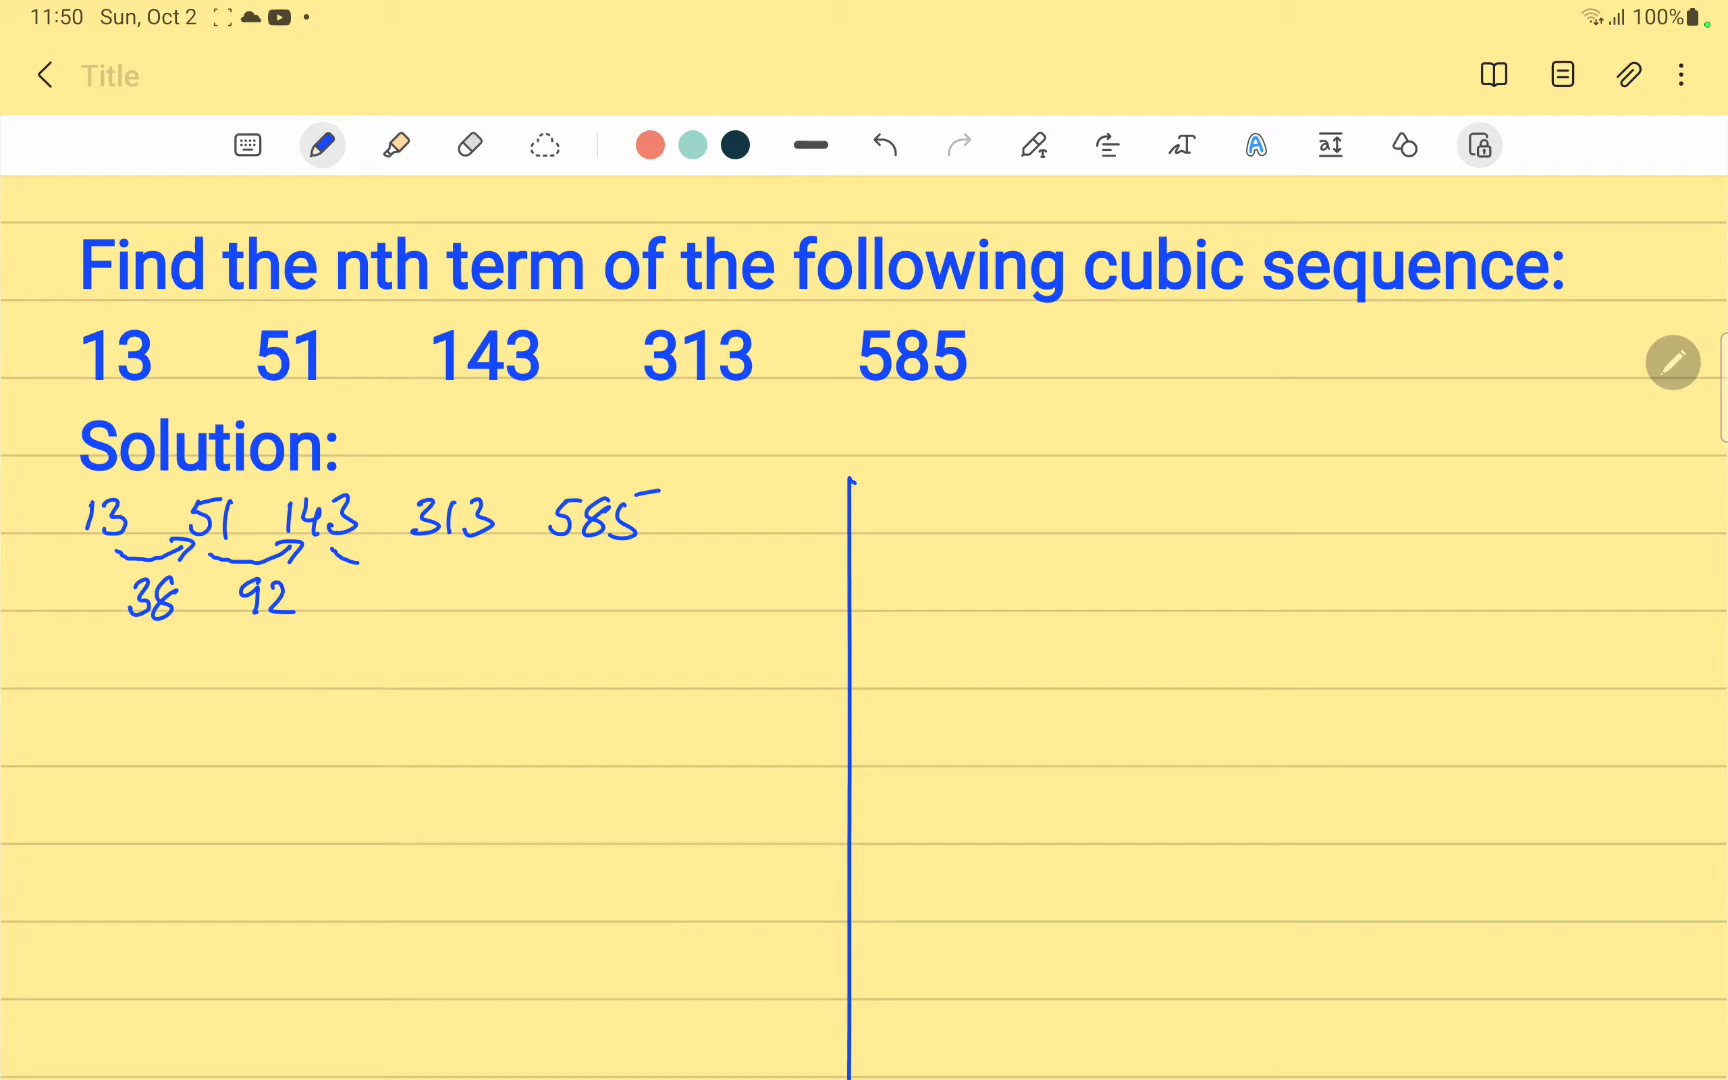 11:50 Sun, Oct 2 100%
Title
Find the nth term of the following cubic sequence:
13 51 143 313 585
Solution:
13 51 143 313 585
38 92